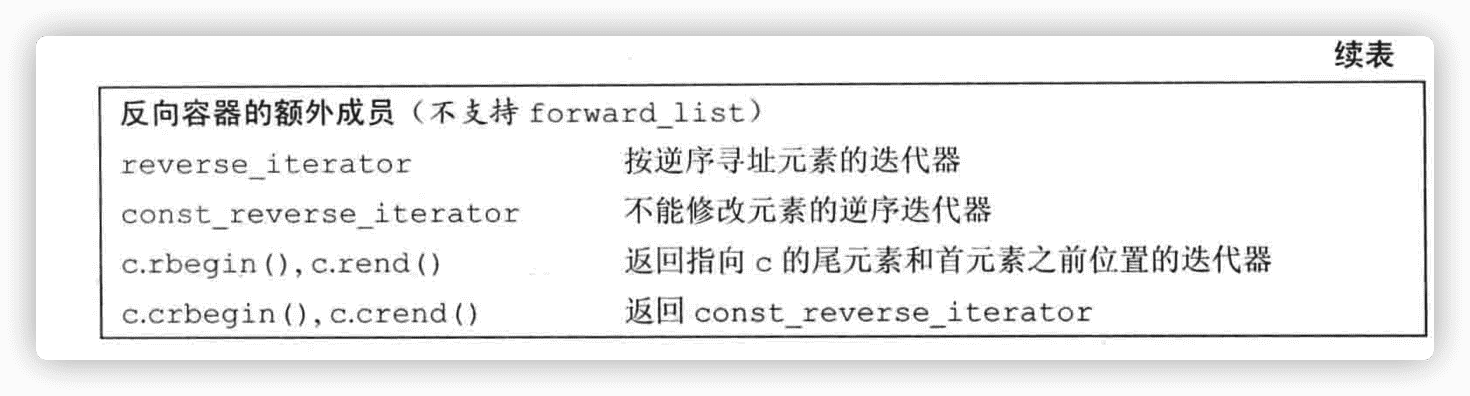 续表
反向容器的额外成员（不支持 forward_list）
reverse_iterator 按逆序寻址元素的迭代器
const_reverse_iterator 不能修改元素的逆序迭代器
c.rbegin(),c.rend() 返回指向 c 的尾元素和首元素之前位置的迭代器
c.crbegin(),c.crend() 返回 const_reverse_iterator